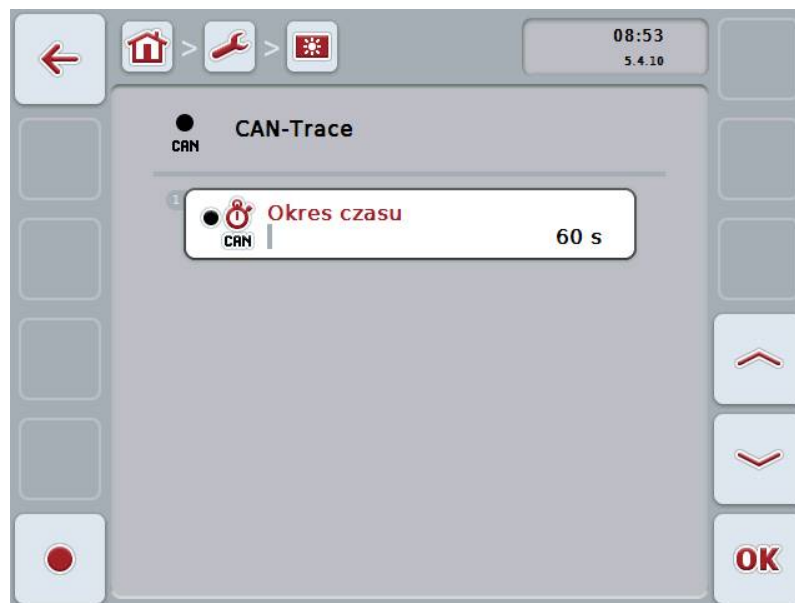 > >
08:53
5.4.10
CAN CAN-Trace
1
Okres czasu
CAN 60 s
OK